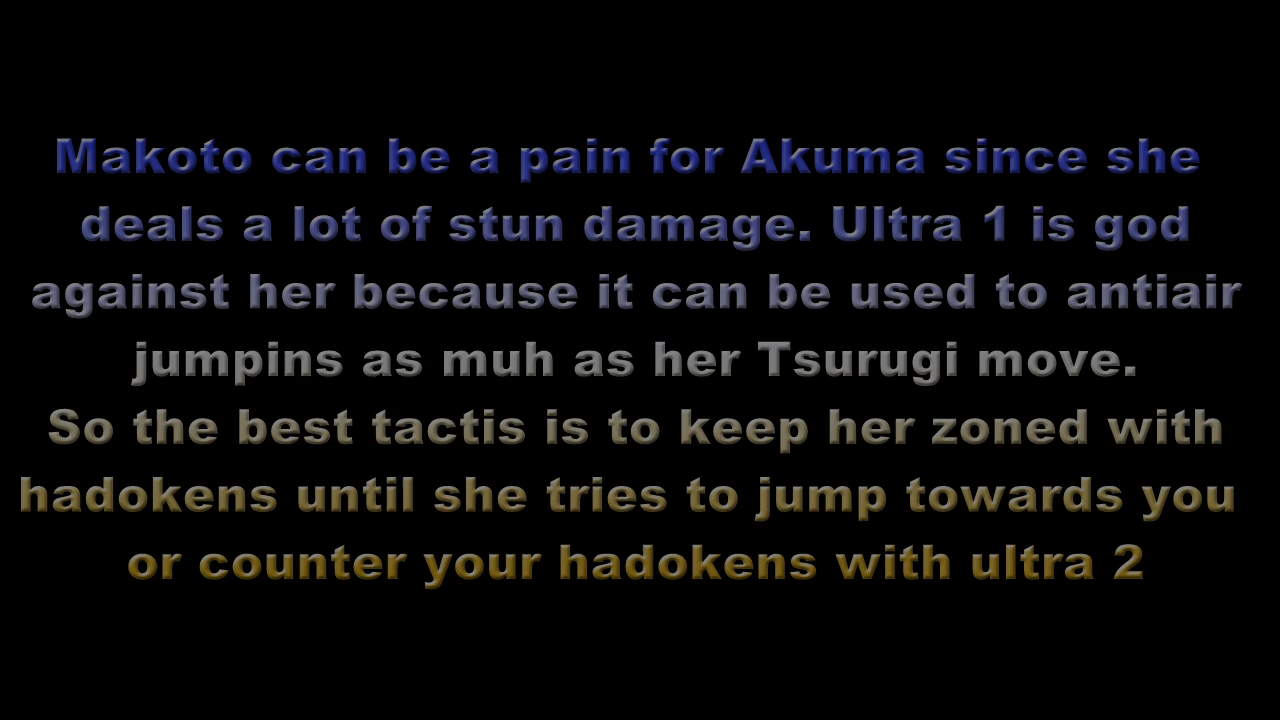 Makoto can be a pain for Akuma since she
deals a lot of stun damage. Ultra 1 is god
against her because it can be used to antiair
jumpins as muh as her Tsurugi move.
So the best tactis is to keep her zoned with
hadokens until she tries to jump towards you
or counter your hadokens with ultra 2